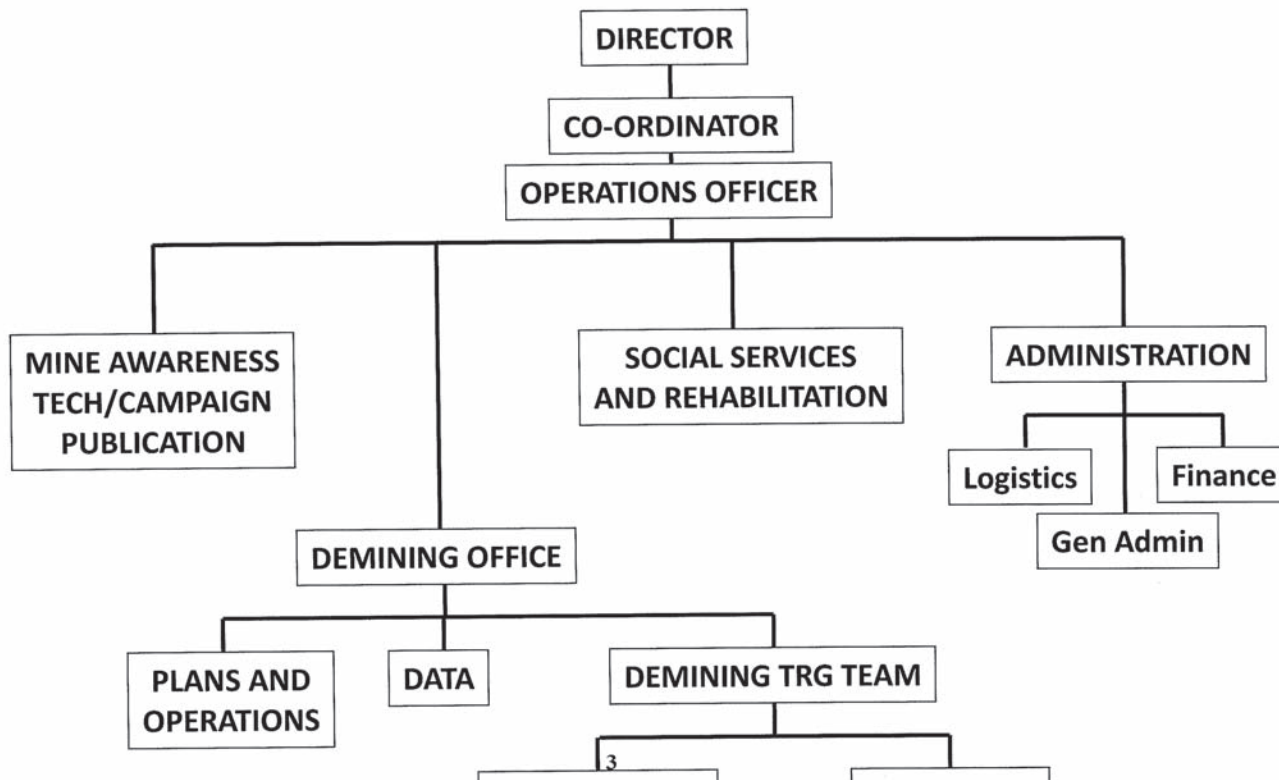 DIRECTOR
CO-ORDINATOR
OPERATIONS OFFICER
MINE AWARENESS
TECH/CAMPAIGN
PUBLICATION
SOCIAL SERVICES
AND REHABILITATION
ADMINISTRATION
Logistics
Finance
Gen Admin
DEMINING OFFICE
PLANS AND
OPERATIONS
DATA
DEMINING TRG TEAM
3